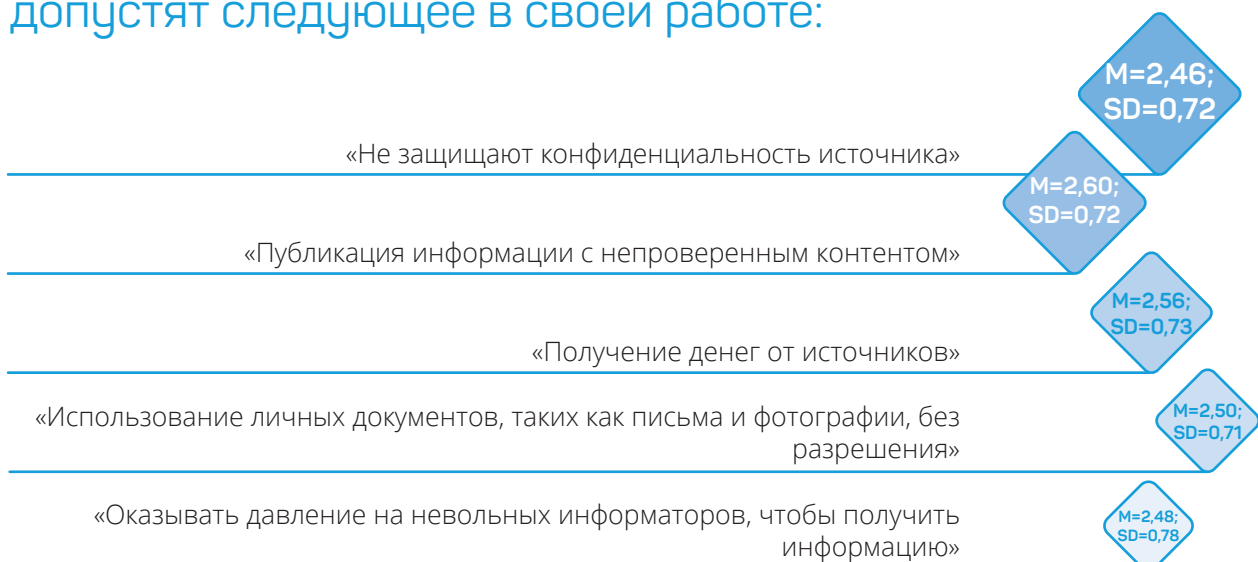 допустят следующее в своей работе:
M=2,46;
SD=0,72
«Не защищают конфиденциальность источника»
M=2,60;
SD=0,72
«Публикация информации с непроверенным контентом»
M=2,56;
SD=0,73
«Получение денег от источников»
M=2,50;
SD=0,71
«Использование личных документов, таких как письма и фотографии, без
разрешения»
M=2,48;
SD=0,78
«Оказывать давление на невольных информаторов, чтобы получить
информацию»